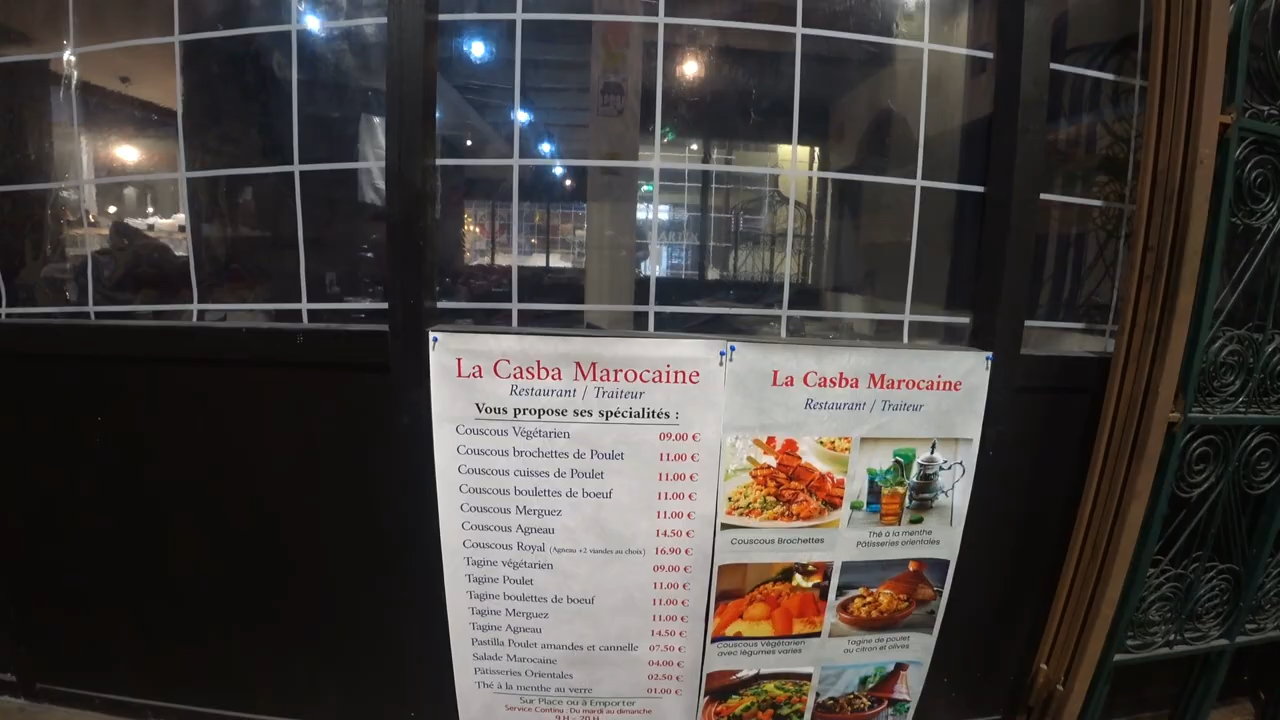 La Casba Marocaine
Restaurant / Traiteur
Vous propose ses spécialités :
Couscous Végétarien 09.00 €
Couscous brochettes de Poulet 11.00 €
Couscous cuisses de Poulet 11.00 €
Couscous boulettes de boeuf 11.00 €
Couscous Merguez 11.00 €
Couscous Agneau 14.50 €
Couscous Royal (Agneau +2 viandes au choix) 16.90 €
Tagine végétarien 09.00 €
Tagine Poulet 11.00 €
Tagine boulettes de boeuf 11.00 €
Tagine Merguez 11.00 €
Tagine Agneau 14.50 €
Pastilla Poulet amandes et cannelle 07.50 €
Salade Marocaine 04.00 €
Pâtisseries Orientales 02.50 €
Thé à la menthe au verre 01.00 €
Sur Place ou à Emporter
Service Continu : Du mardi au dimanche
9 H - 20 H
La Casba Marocaine
Restaurant / Traiteur
Couscous Brochettes
Thé à la menthe
Pâtisseries orientales
Couscous Végétarien
avec légumes variés
Tagine de poulet
au citron et olives